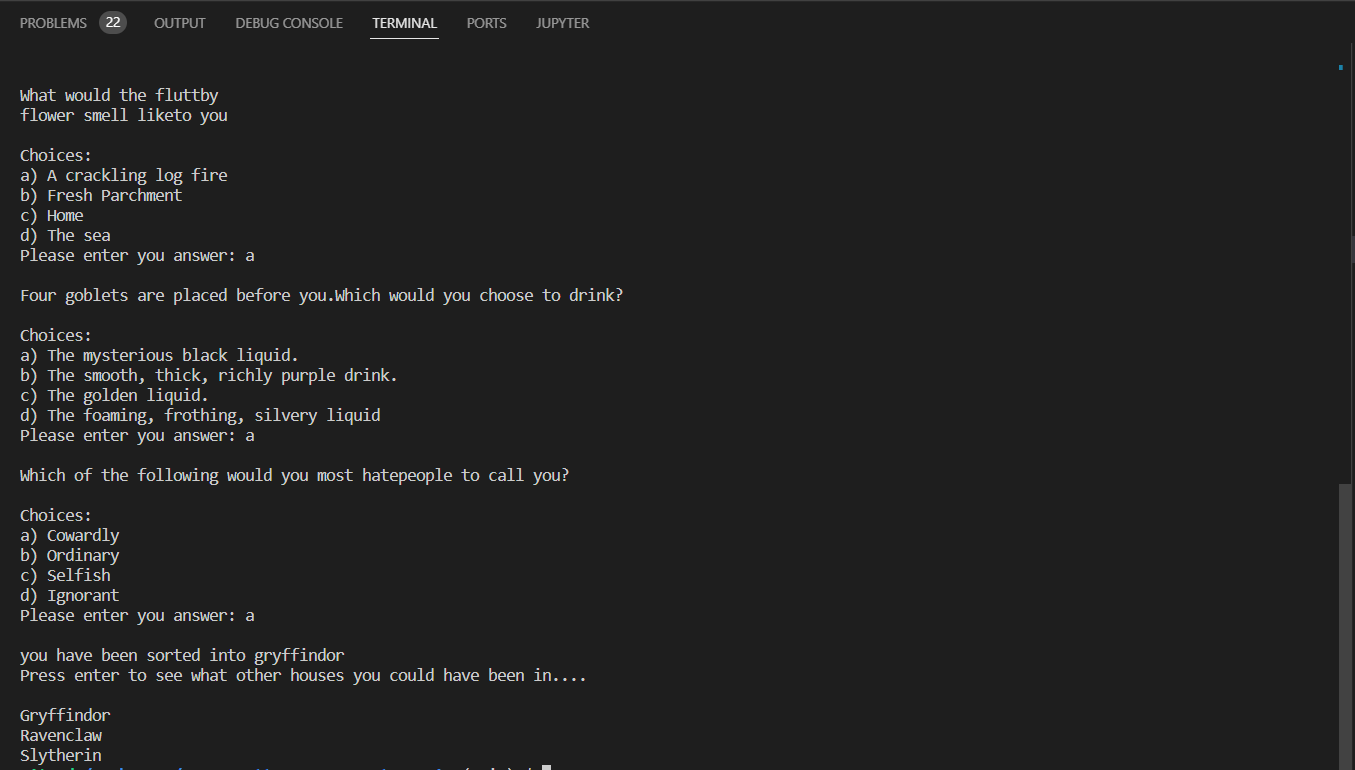 PROBLEMS 22 OUTPUT DEBUG CONSOLE TERMINAL PORTS JUPYTER
What would the fluttby
flower smell liketo you
Choices:
a) A crackling log fire
b) Fresh Parchment
c) Home
d) The sea
Please enter you answer: a
Four goblets are placed before you.Which would you choose to drink?
Choices:
a) The mysterious black liquid.
b) The smooth, thick, richly purple drink.
c) The golden liquid.
d) The foaming, frothing, silvery liquid
Please enter you answer: a
Which of the following would you most hatepeople to call you?
Choices:
a) Cowardly
b) Ordinary
c) Selfish
d) Ignorant
Please enter you answer: a
you have been sorted into gryffindor
Press enter to see what other houses you could have been in....
Gryffindor
Ravenclaw
Slytherin